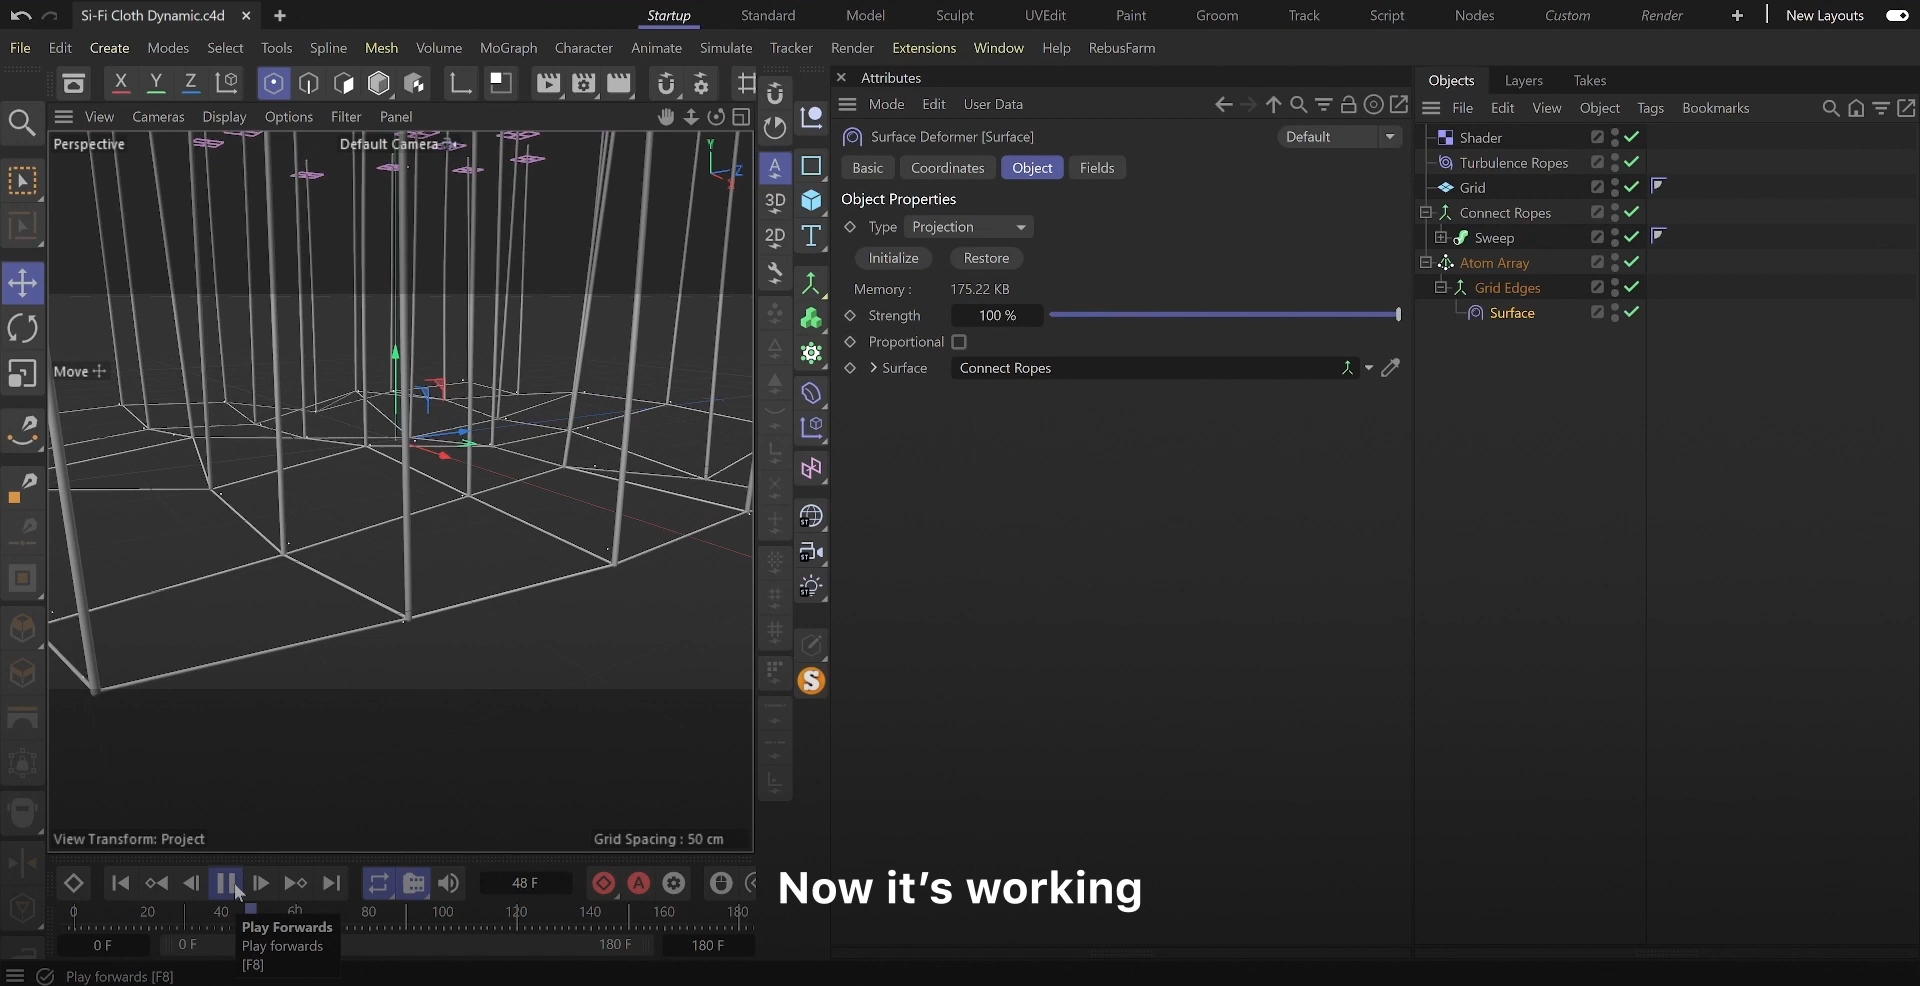 Si-Fi Cloth Dynamic.c4d
Startup
Standard
Model
Sculpt
UVEdit
Paint
Groom
Track
Script
Nodes
Custom
Render
New Layouts
File Edit Create Modes Select Tools Spline Mesh Volume MoGraph Character Animate Simulate Tracker Render Extensions Window Help RebusFarm
X Y Z
View Cameras Display Options Filter Panel
Perspective
Default Camera
Y
Z
X
Move
View Transform: Project
Grid Spacing : 50 cm
A
3D
2D
T
ST
ST
ST
S
Attributes
Mode Edit User Data
Surface Deformer [Surface]
Default
Basic Coordinates Object Fields
Object Properties
Type Projection
Initialize Restore
Memory : 175.22 KB
Strength 100 %
Proportional
Surface Connect Ropes
Objects Layers Takes
File Edit View Object Tags Bookmarks
Shader
Turbulence Ropes
Grid
Connect Ropes
Sweep
Atom Array
Grid Edges
Surface
48 F
A
0 20 40 60 80 100 120 140 160 180
0 F
0 F
180 F
180 F
Play Forwards
Play forwards
[F8]
Play forwards [F8]
Now it's working